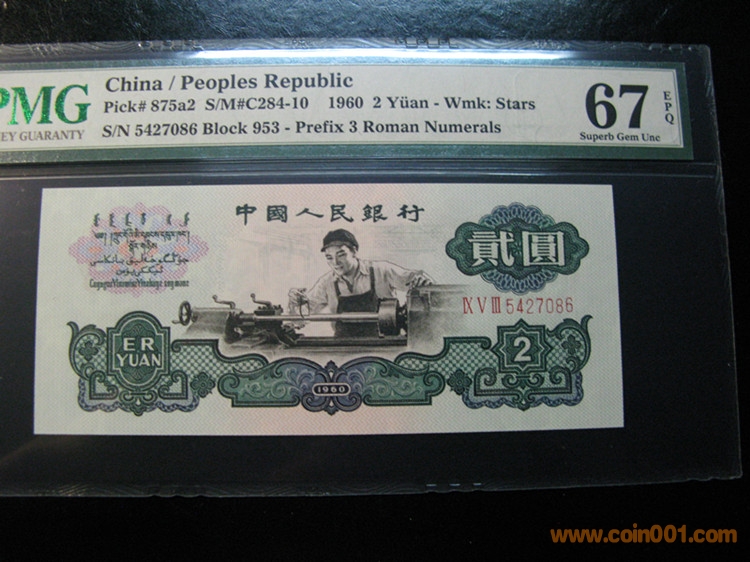 PMG
China / Peoples Republic
Pick# 875a2 S/M#C284-10 1960 2 Yüan - Wmk: Stars
EY GUARANTY
S/N 5427086 Block 953 - Prefix 3 Roman Numerals
67
EPQ
Superb Gem Unc
中國人民銀行
貳圓
IX V III 5427086
ER
YUAN
1960
2
www.coin001.com